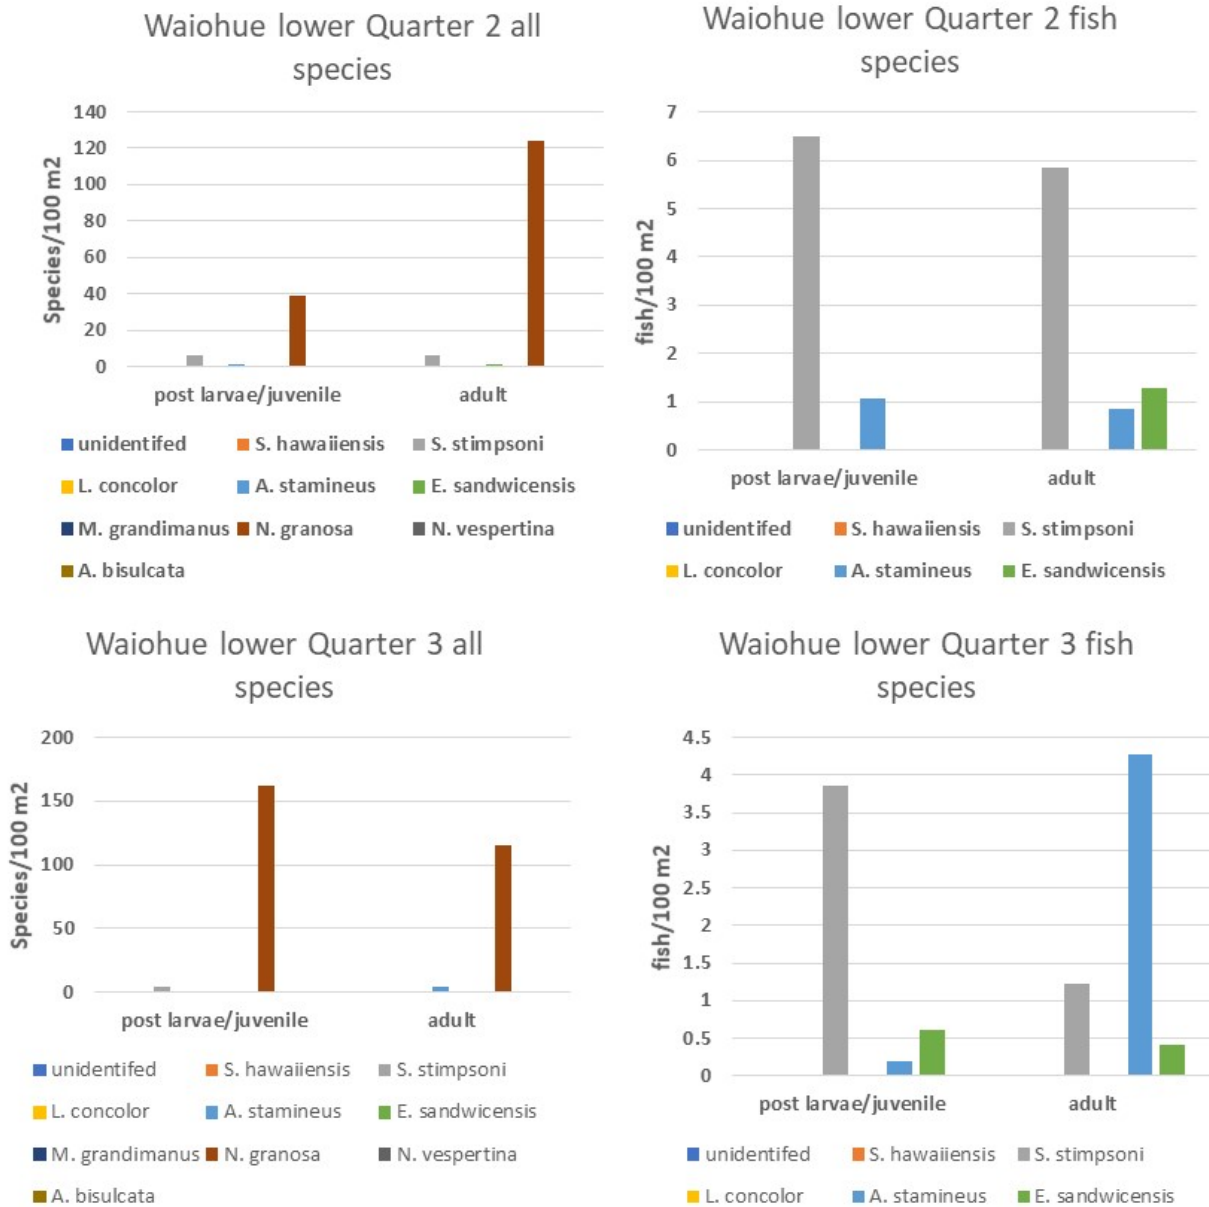 Waiohue lower Quarter 2 all
species
Species/100 m2
140
120
100
80
60
40
20
0
post larvae/juvenile adult
unidentifed S. hawaiiensis S. stimpsoni
L. concolor A. stamineus E. sandwicensis
M. grandimanus N. granosa N. vespertina
A. bisulcata
Waiohue lower Quarter 2 fish
species
fish/100 m2
7
6
5
4
3
2
1
0
post larvae/juvenile adult
unidentifed S. hawaiiensis S. stimpsoni
L. concolor A. stamineus E. sandwicensis
Waiohue lower Quarter 3 all
species
Species/100 m2
200
150
100
50
0
post larvae/juvenile adult
unidentifed S. hawaiiensis S. stimpsoni
L. concolor A. stamineus E. sandwicensis
M. grandimanus N. granosa N. vespertina
A. bisulcata
Waiohue lower Quarter 3 fish
species
fish/100 m2
4.5
4
3.5
3
2.5
2
1.5
1
0.5
0
post larvae/juvenile adult
unidentifed S. hawaiiensis S. stimpsoni
L. concolor A. stamineus E. sandwicensis